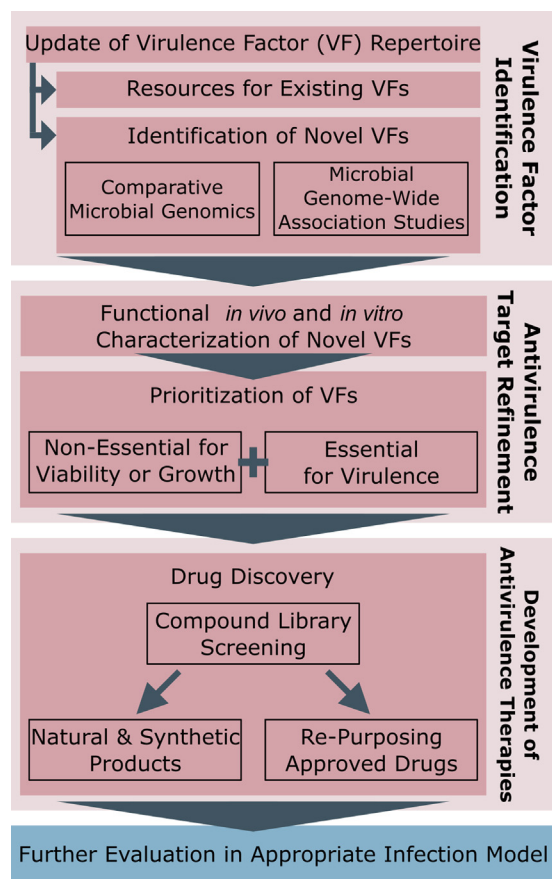 Update of Virulence Factor (VF) Repertoire
Resources for Existing VFs
Identification of Novel VFs
Comparative
Microbial Genomics
Microbial
Genome-Wide
Association Studies
Virulence Factor
Identification
Functional in vivo and in vitro
Characterization of Novel VFs
Prioritization of VFs
Non-Essential for
Viability or Growth
Essential
for Virulence
Antivirulence
Target Refinement
Drug Discovery
Compound Library
Screening
Natural & Synthetic
Products
Re-Purposing
Approved Drugs
Development of
Antivirulence Therapies
Further Evaluation in Appropriate Infection Model